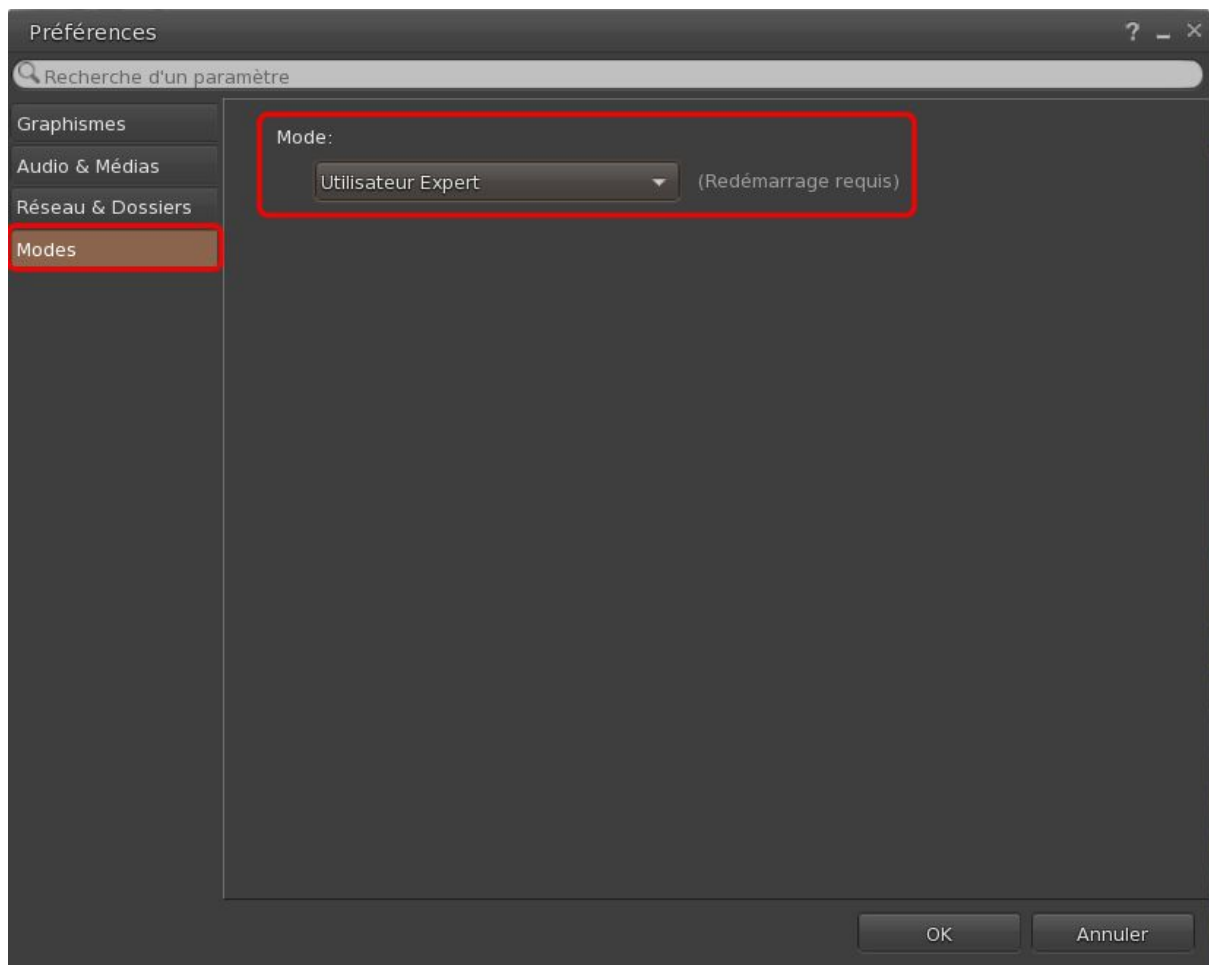 Préférences
? _ ×
Recherche d'un paramètre
Graphismes
Audio & Médias
Réseau & Dossiers
Modes
Mode:
Utilisateur Expert
(Redémarrage requis)
OK
Annuler